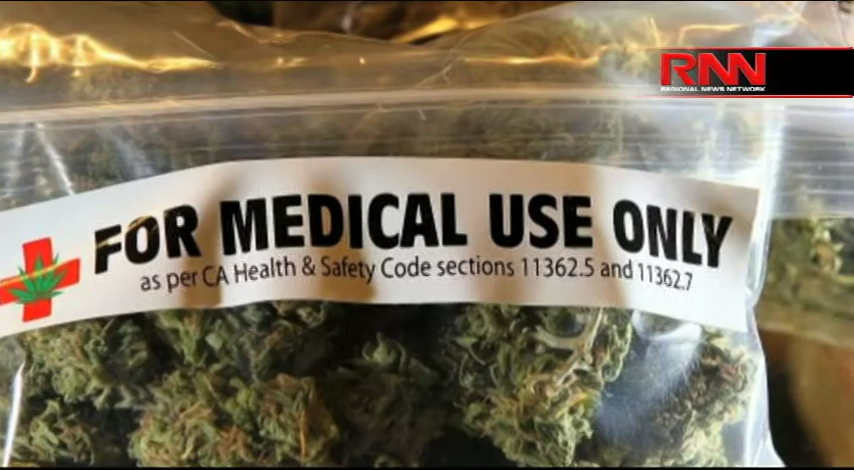 RNN
REGIONAL NEWS NETWORK
FOR MEDICAL USE ONLY
as per CA Health & Safety Code sections 11362.5 and 11362.7